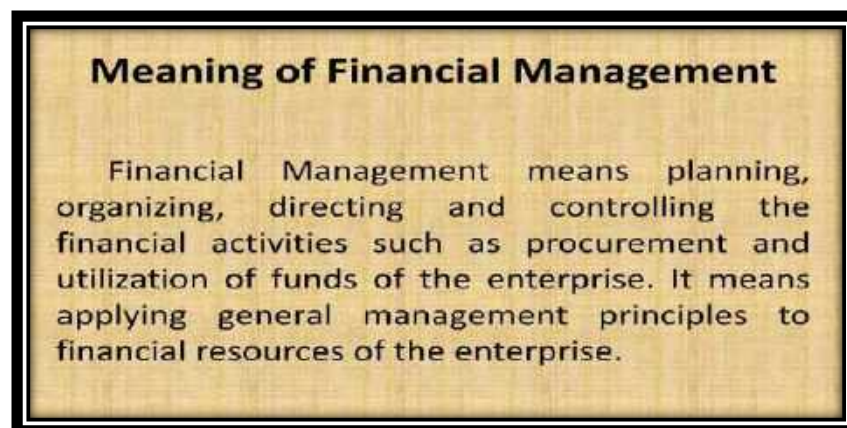 Meaning of Financial Management
Financial Management means planning,
organizing, directing and controlling the
financial activities such as procurement and
utilization of funds of the enterprise. It means
applying general management principles to
financial resources of the enterprise.